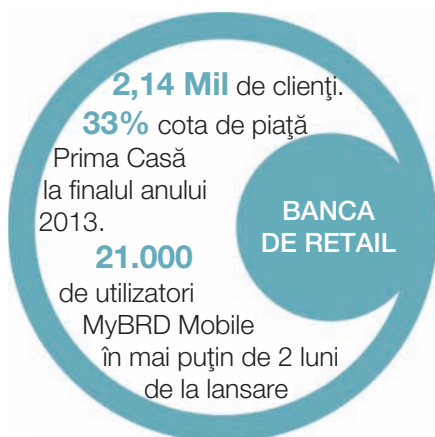 2,14 Mil de clienţi.
33% cota de piaţă
Prima Casă
la finalul anului
2013.
21.000
de utilizatori
MyBRD Mobile
în mai puţin de 2 luni
de la lansare
BANCA
DE RETAIL